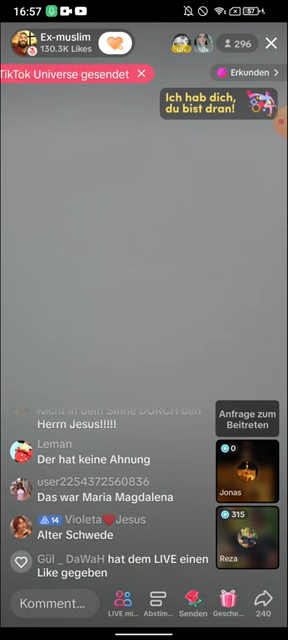 16:57
57
Ex-muslim
130.3K Likes
10+
10+
296
TikTok Universe gesendet
Erkunden
Ich hab dich,
du bist dran!
Nicht in dem Sinne DURCH den
Herrn Jesus!!!!!
Anfrage zum
Beitreten
Leman
Der hat keine Ahnung
0
Jonas
user2254372560836
Das war Maria Magdalena
14 Violeta❤️Jesus
Alter Schwede
315
Reza
Gül _ DaWaH hat dem LIVE einen
Like gegeben
Komment...
LIVE mi...
Abstim...
Senden
Gesche...
240